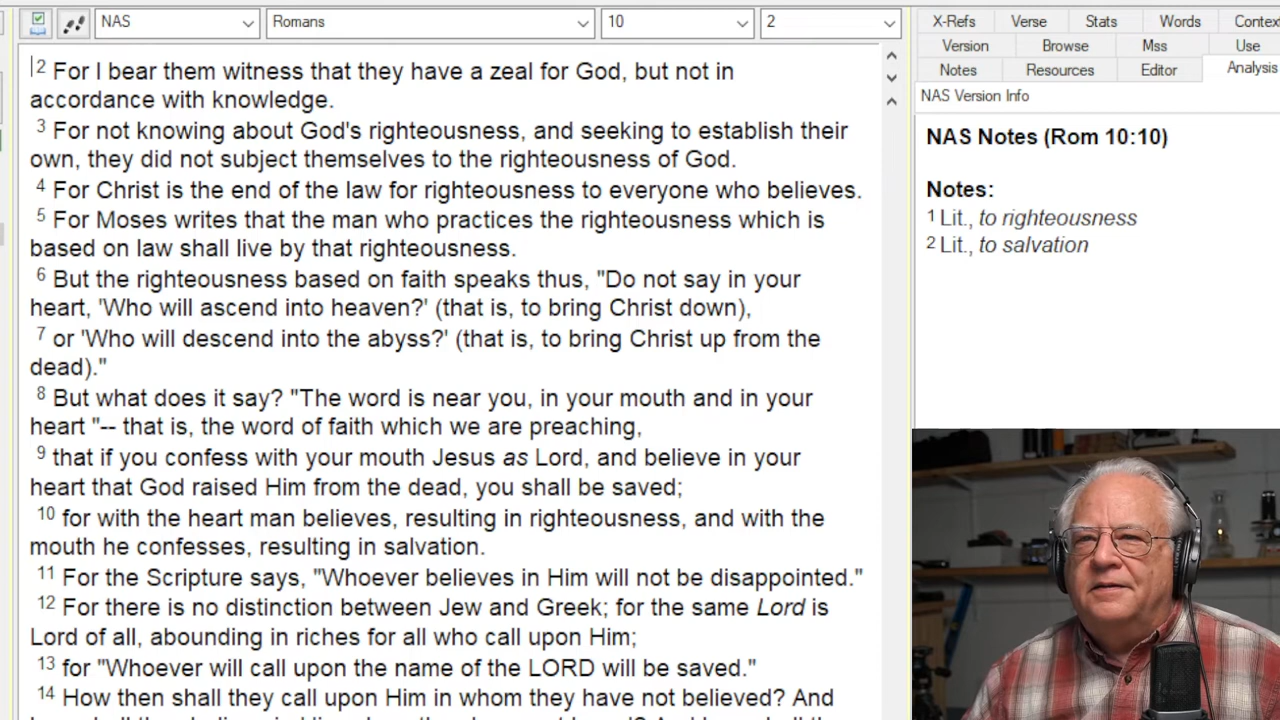 NAS Romans 10 2
2 For I bear them witness that they have a zeal for God, but not in
accordance with knowledge.
3 For not knowing about God's righteousness, and seeking to establish their
own, they did not subject themselves to the righteousness of God.
4 For Christ is the end of the law for righteousness to everyone who believes.
5 For Moses writes that the man who practices the righteousness which is
based on law shall live by that righteousness.
6 But the righteousness based on faith speaks thus, "Do not say in your
heart, 'Who will ascend into heaven?' (that is, to bring Christ down),
7 or 'Who will descend into the abyss?' (that is, to bring Christ up from the
dead)."
8 But what does it say? "The word is near you, in your mouth and in your
heart "-- that is, the word of faith which we are preaching,
9 that if you confess with your mouth Jesus as Lord, and believe in your
heart that God raised Him from the dead, you shall be saved;
10 for with the heart man believes, resulting in righteousness, and with the
mouth he confesses, resulting in salvation.
11 For the Scripture says, "Whoever believes in Him will not be disappointed."
12 For there is no distinction between Jew and Greek; for the same Lord is
Lord of all, abounding in riches for all who call upon Him;
13 for "Whoever will call upon the name of the LORD will be saved."
14 How then shall they call upon Him in whom they have not believed? And
X-Refs Verse Stats Words Contex
Version Browse Mss Use
Notes Resources Editor Analysis
NAS Version Info
NAS Notes (Rom 10:10)
Notes:
1 Lit., to righteousness
2 Lit., to salvation